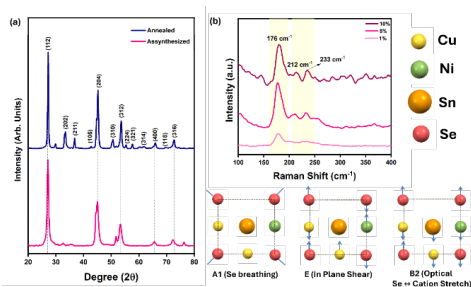 (a)
Annealed
Assynthesized
(112)
(202)
(211)
(106)
(204)
(310)
(312)
(224)
(321)
(314)
(400)
(110)
(316)
Intensity (Arb. Units)
20 30 40 50 60 70 80
Degree (2θ)
(b)
10%
5%
1%
176 cm⁻¹
212 cm⁻¹
233 cm⁻¹
Intensity (a.u.)
100 150 200 250 300 350 400
Raman Shift (cm⁻¹)
Cu
Ni
Sn
Se
A1 (Se breathing)
E (In Plane Shear)
B2 (Optical
Se ↔ Cation Stretch